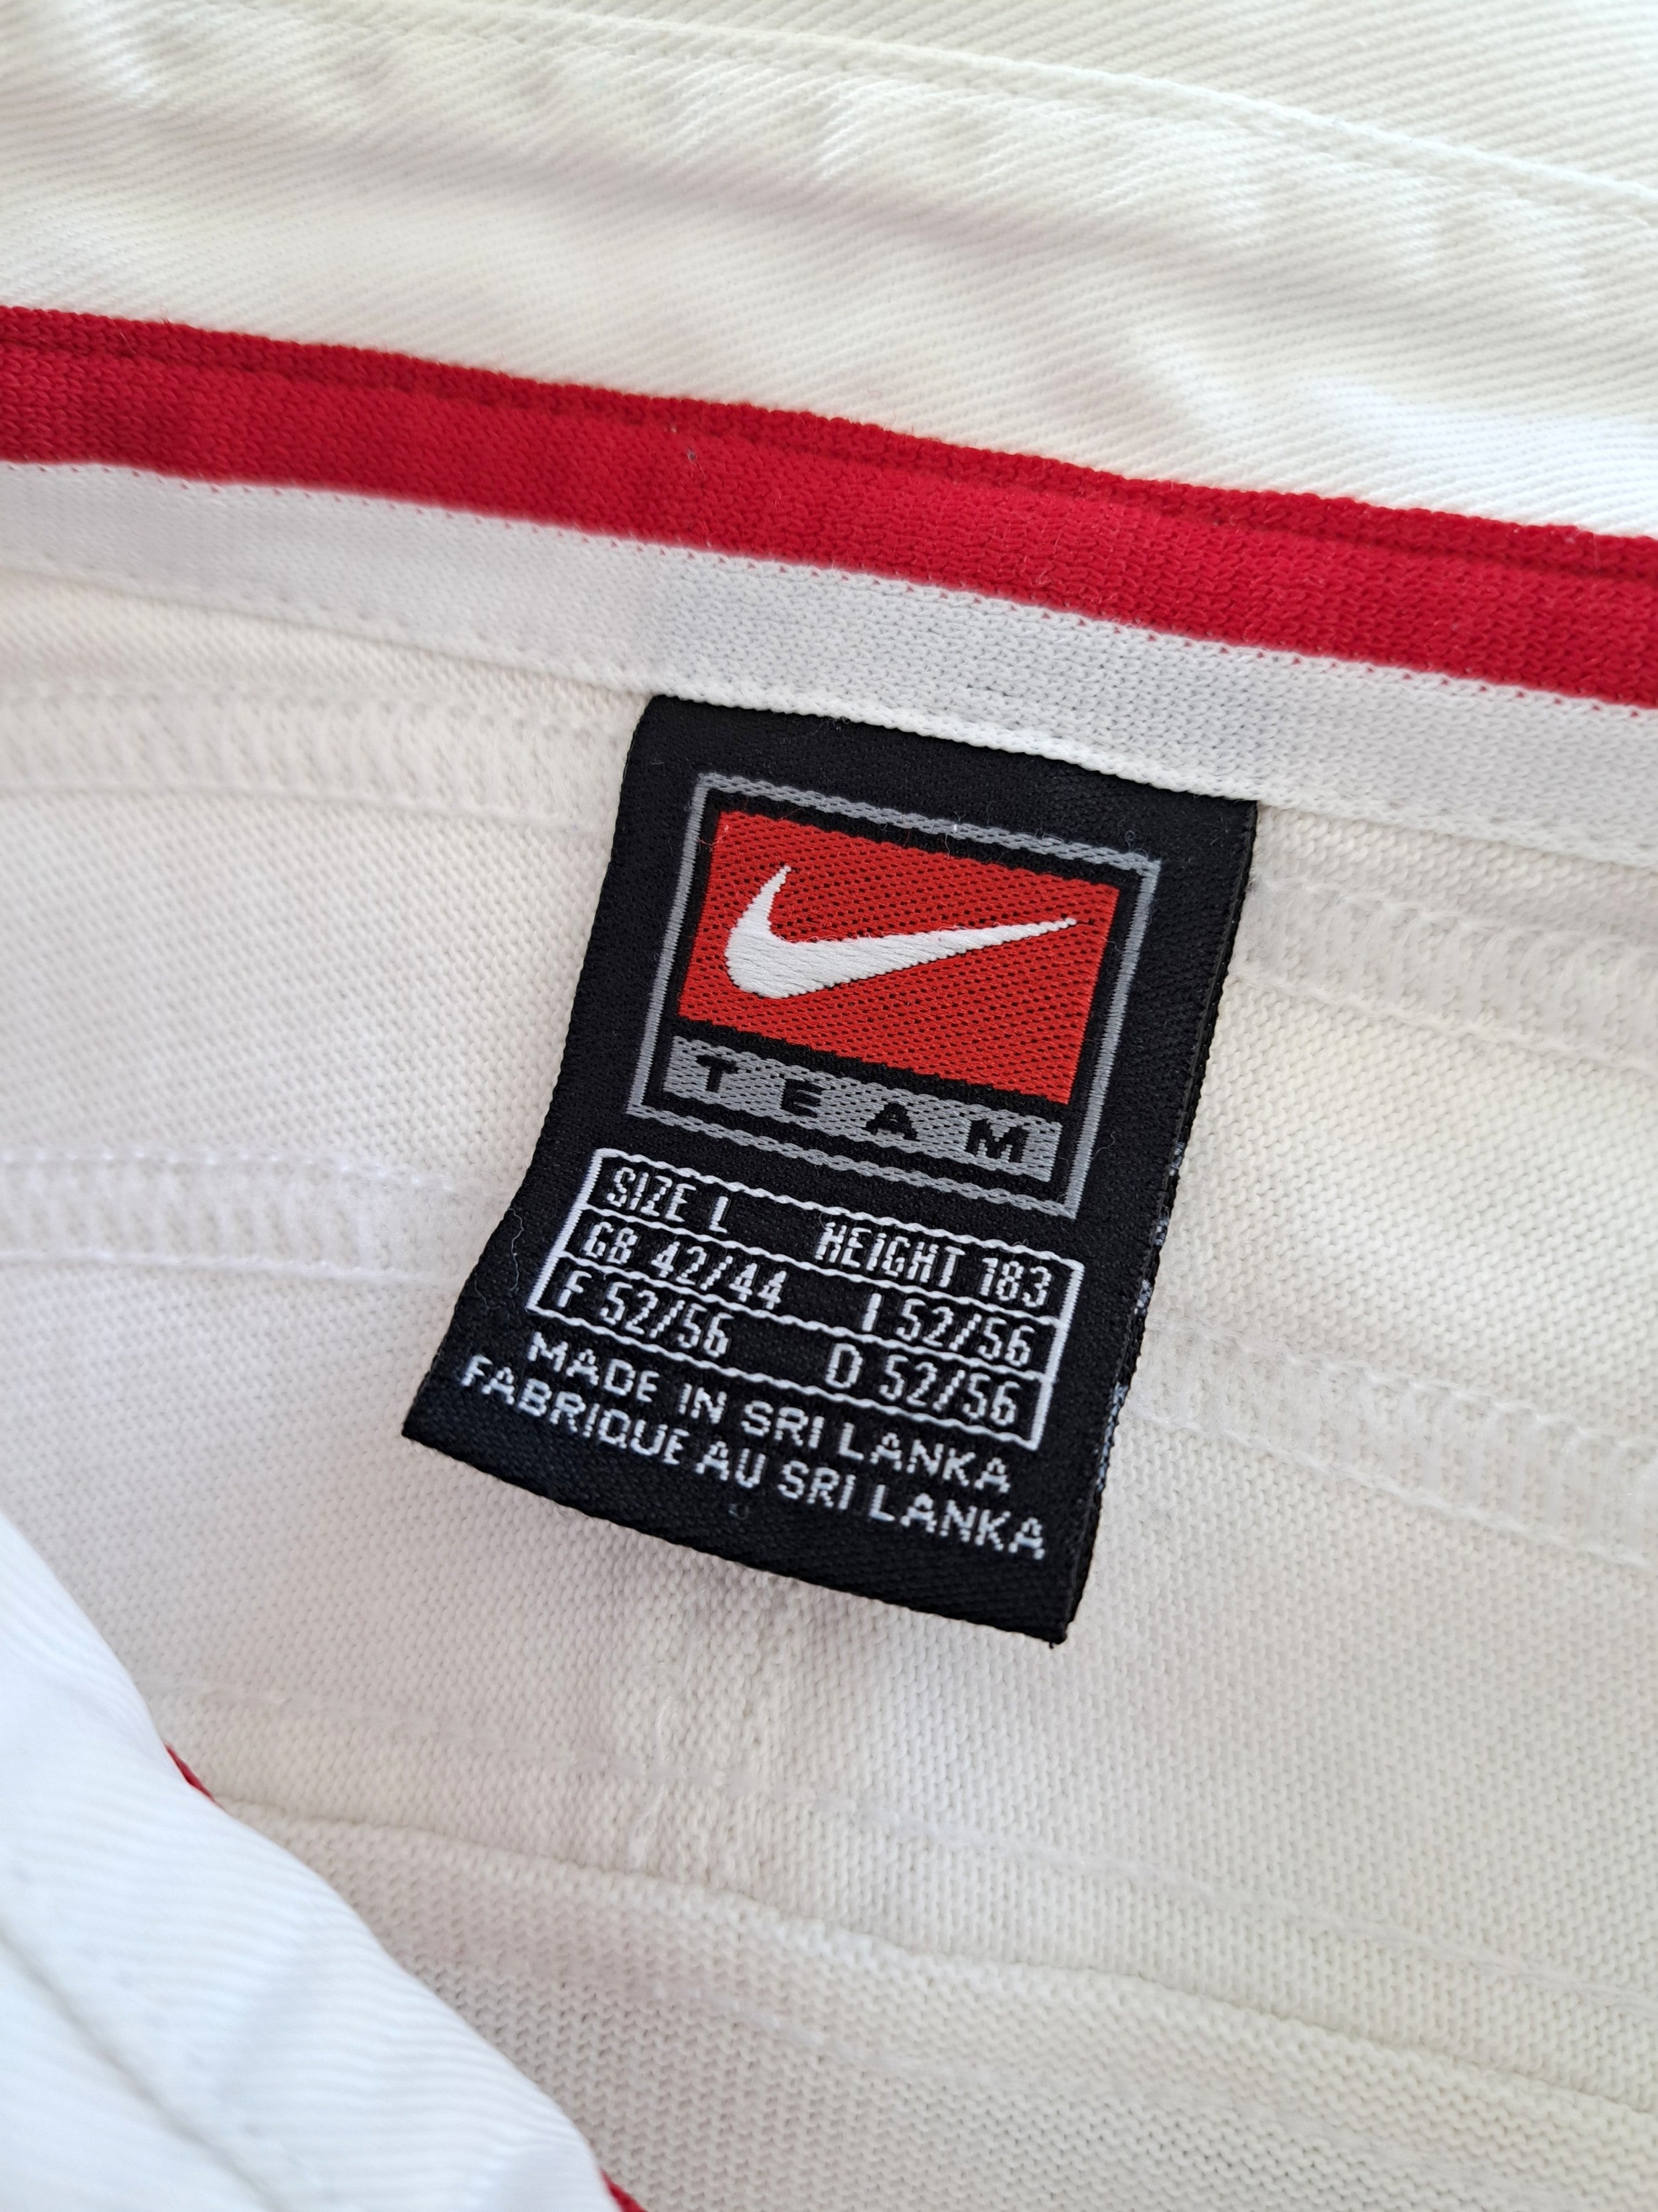 TEAM
SIZE L HEIGHT 183
GB 42/44 I 52/56
F 52/56 D 52/56
MADE IN SRI LANKA
FABRIQUE AU SRI LANKA